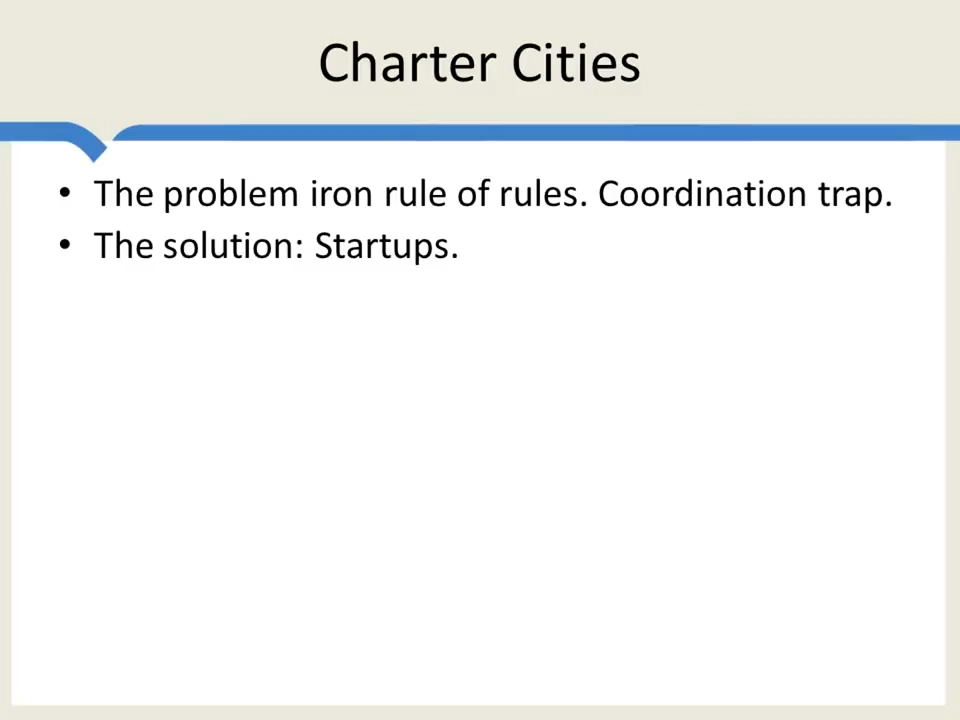 Charter Cities
• The problem iron rule of rules. Coordination trap.
• The solution: Startups.